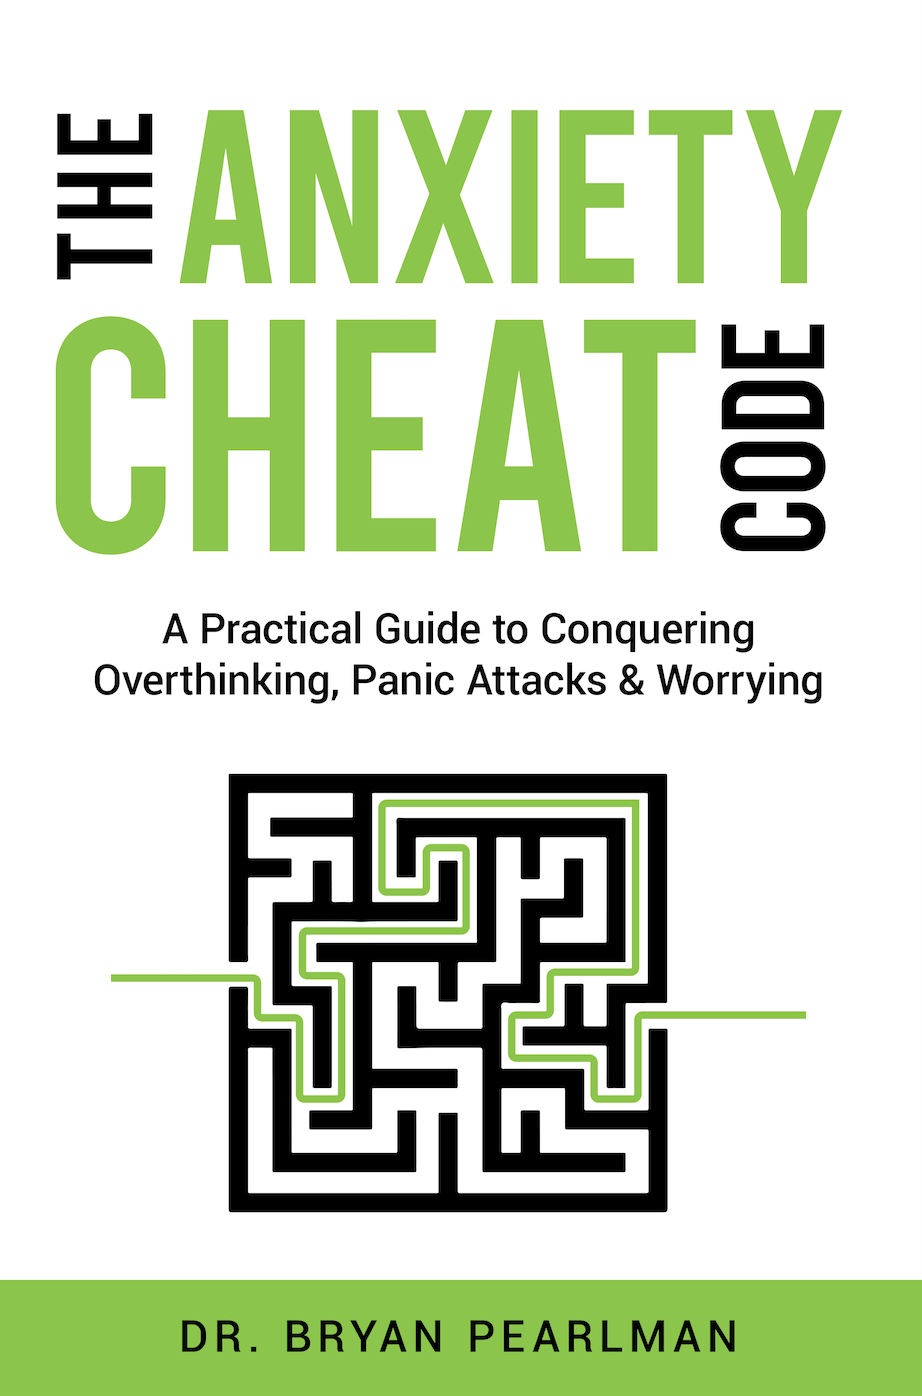 THE ANXIETY
CHEAT CODE
A Practical Guide to Conquering
Overthinking, Panic Attacks & Worrying
DR. BRYAN PEARLMAN